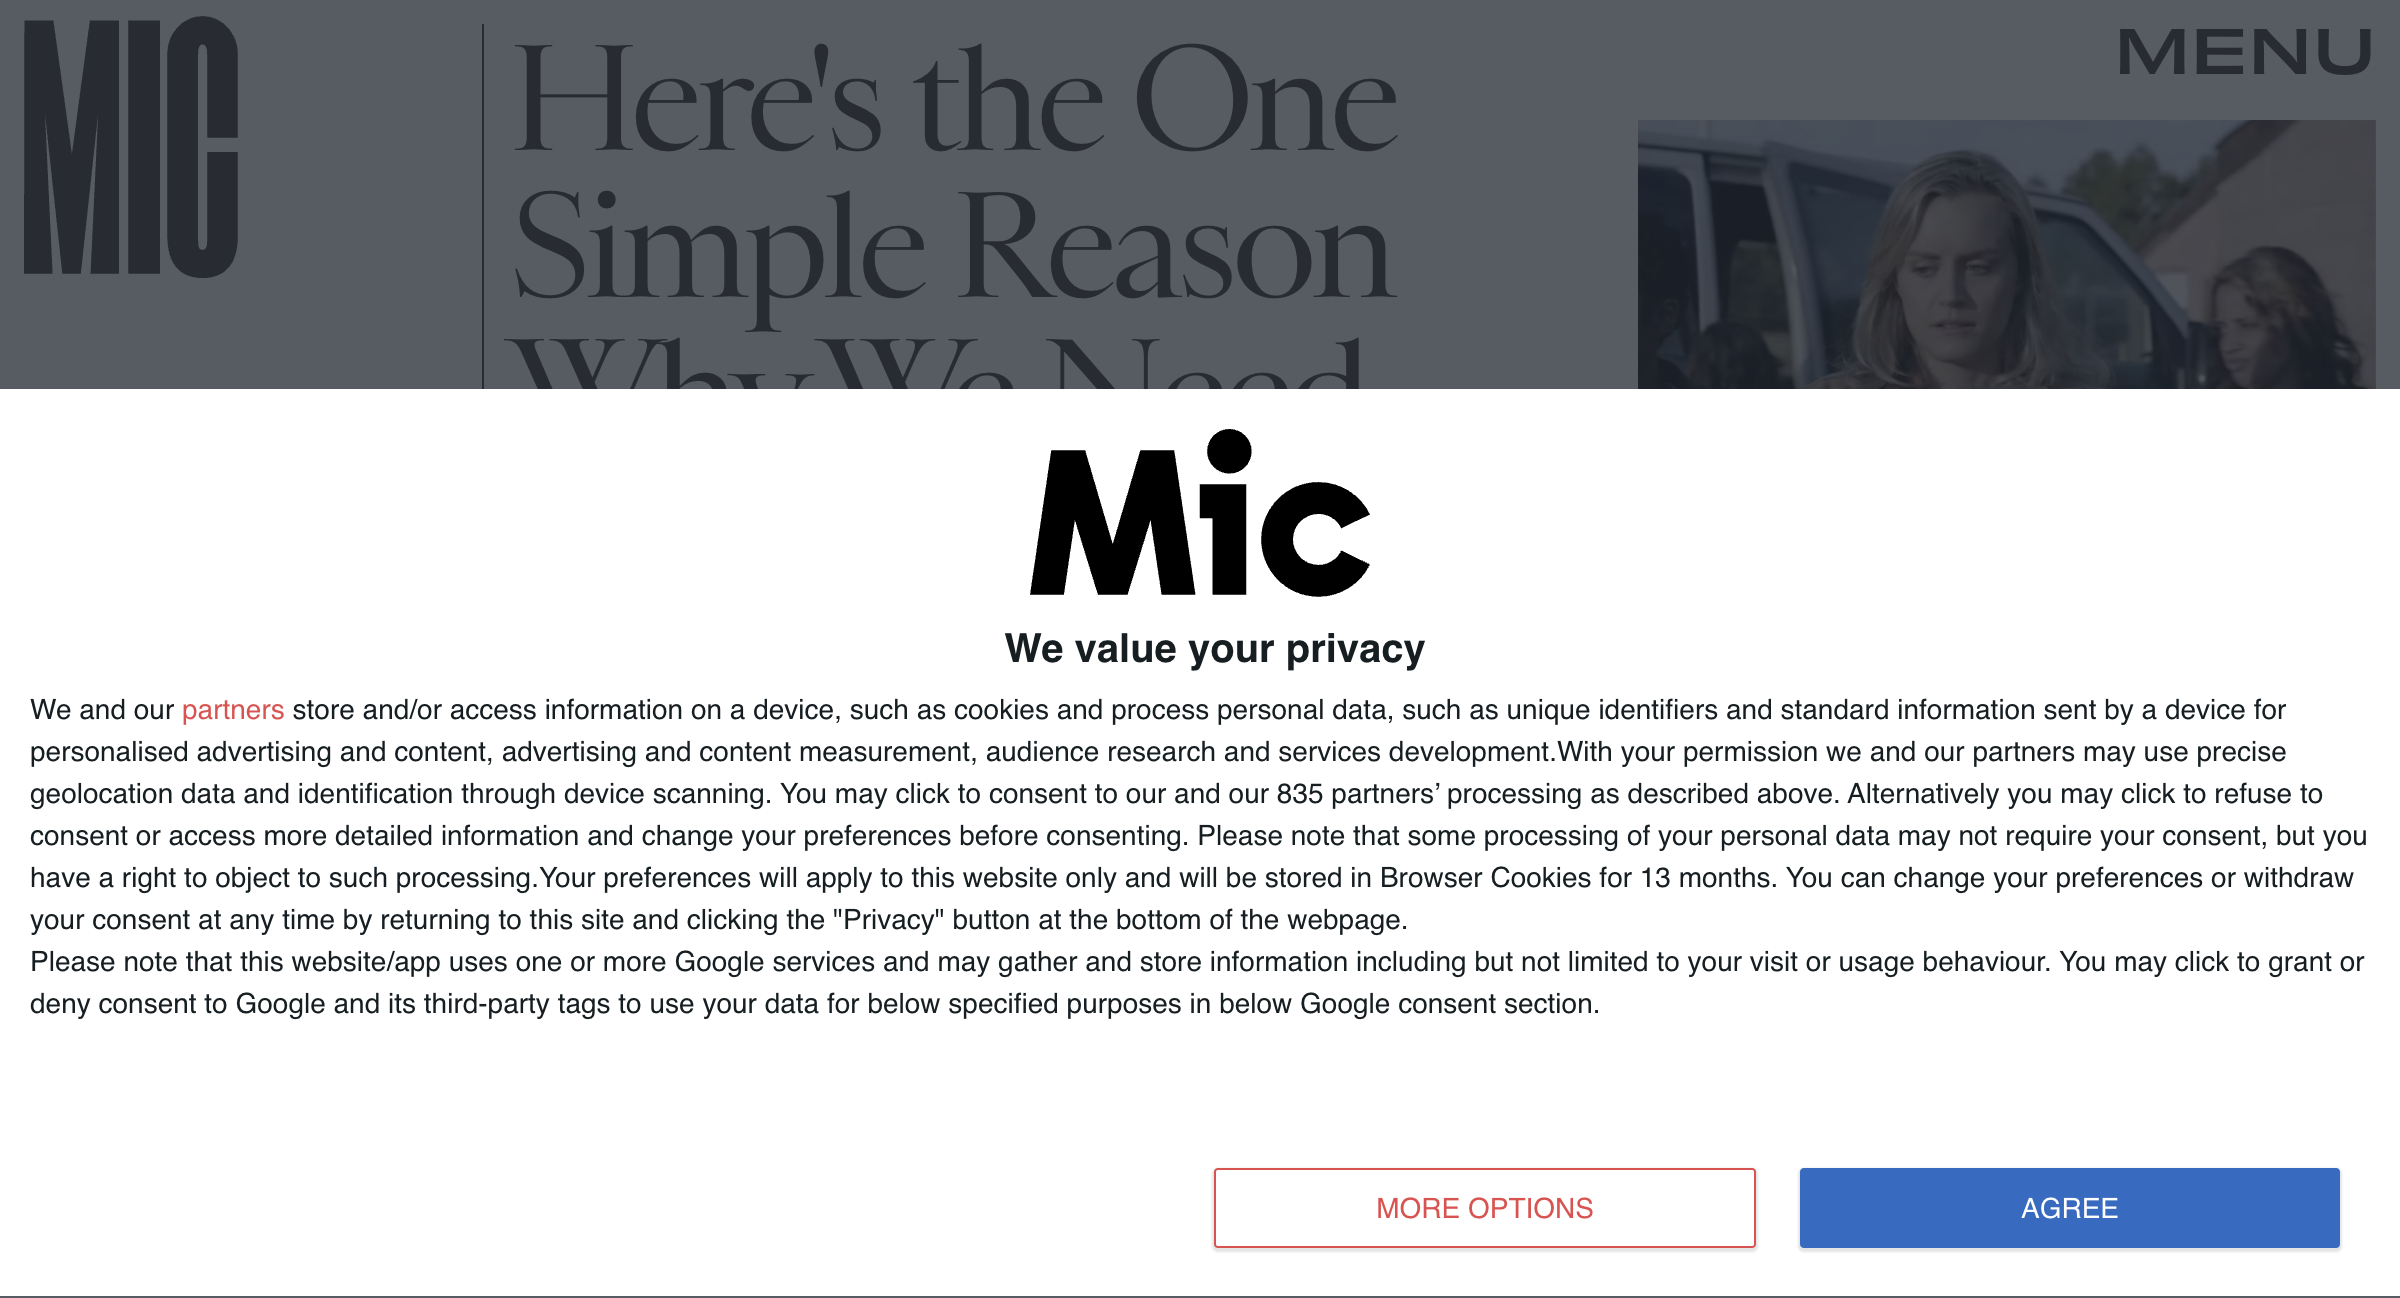 MIC
Here's the One
Simple Reason
Why We Need
MENU
Mic
We value your privacy
We and our partners store and/or access information on a device, such as cookies and process personal data, such as unique identifiers and standard information sent by a device for
personalised advertising and content, advertising and content measurement, audience research and services development.With your permission we and our partners may use precise
geolocation data and identification through device scanning. You may click to consent to our and our 835 partners’ processing as described above. Alternatively you may click to refuse to
consent or access more detailed information and change your preferences before consenting. Please note that some processing of your personal data may not require your consent, but you
have a right to object to such processing.Your preferences will apply to this website only and will be stored in Browser Cookies for 13 months. You can change your preferences or withdraw
your consent at any time by returning to this site and clicking the "Privacy" button at the bottom of the webpage.
Please note that this website/app uses one or more Google services and may gather and store information including but not limited to your visit or usage behaviour. You may click to grant or
deny consent to Google and its third-party tags to use your data for below specified purposes in below Google consent section.
MORE OPTIONS
AGREE